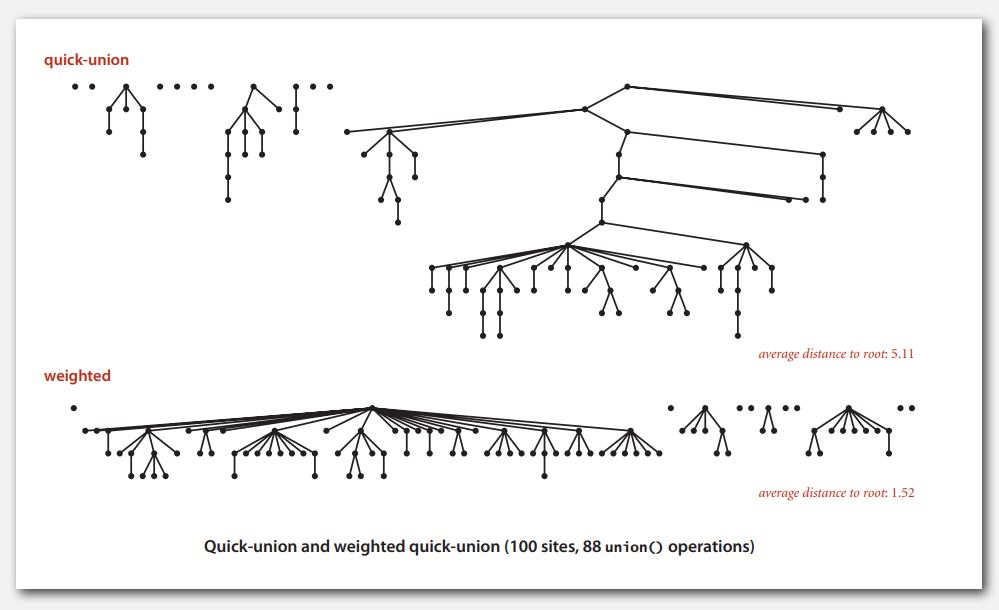 quick-union
average distance to root: 5.11
weighted
average distance to root: 1.52
Quick-union and weighted quick-union (100 sites, 88 union() operations)